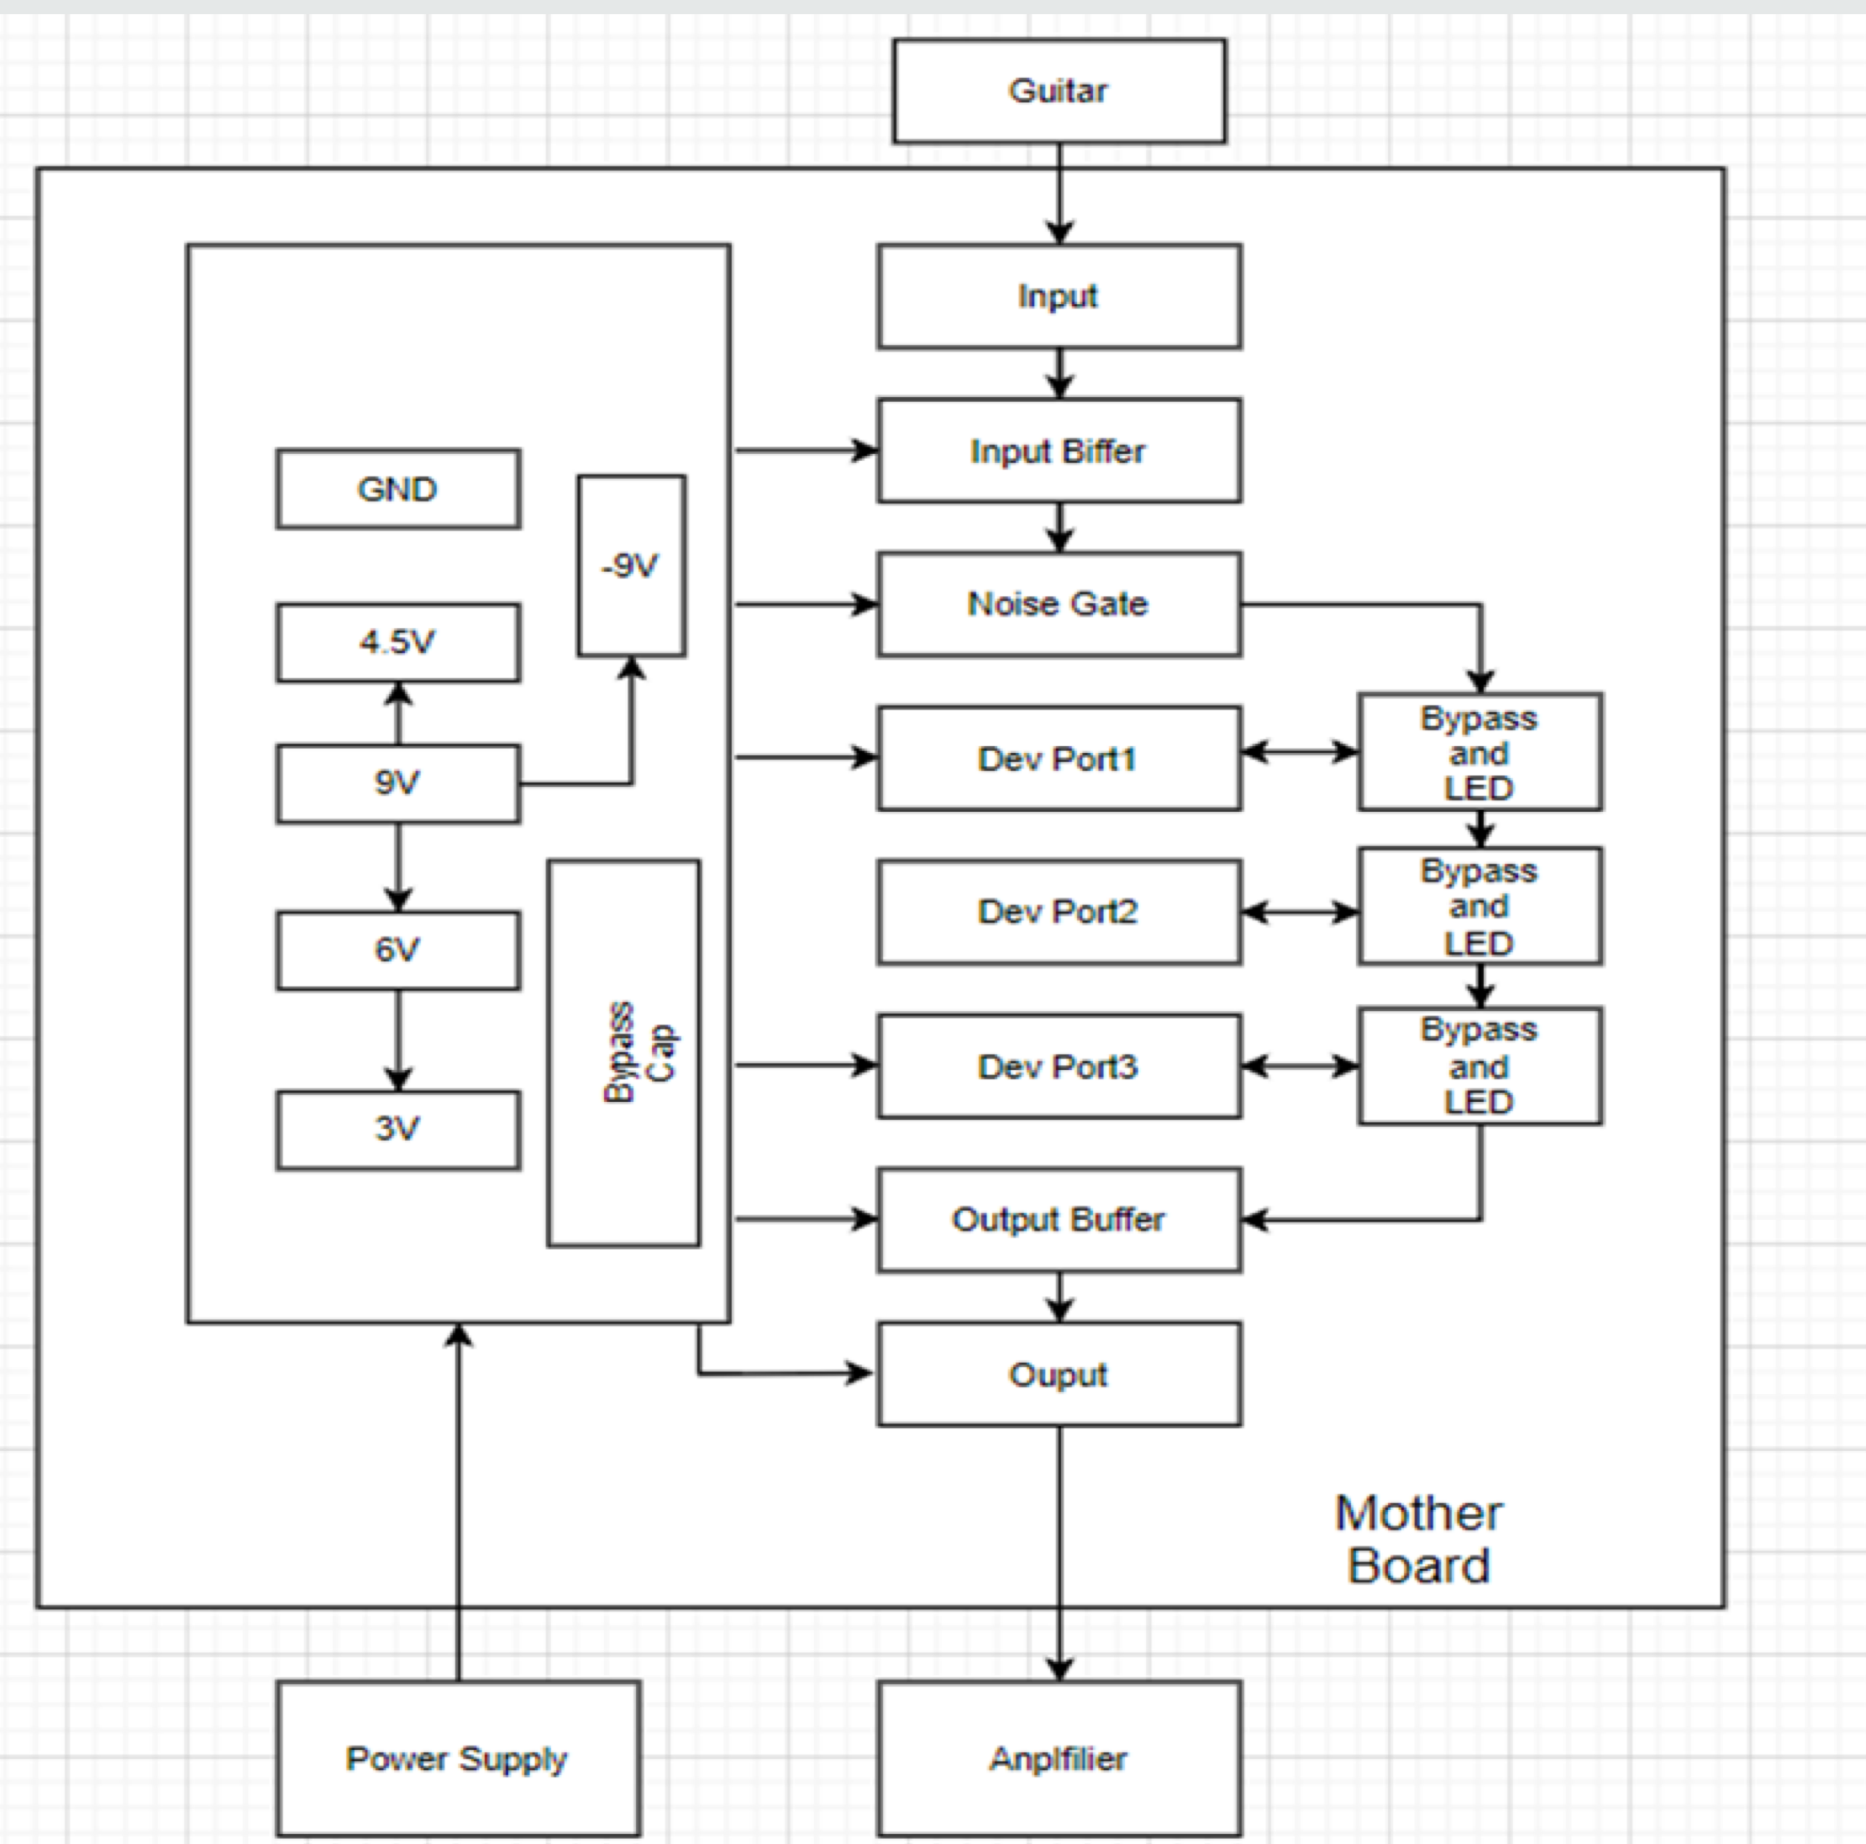 Guitar
Input
Input Biffer
GND
-9V
Noise Gate
4.5V
Bypass
and
LED
Dev Port1
9V
Bypass
and
LED
Dev Port2
6V
Bypass
and
LED
Dev Port3
Bypass
Cap
3V
Output Buffer
Ouput
Mother
Board
Power Supply
Anplfilier